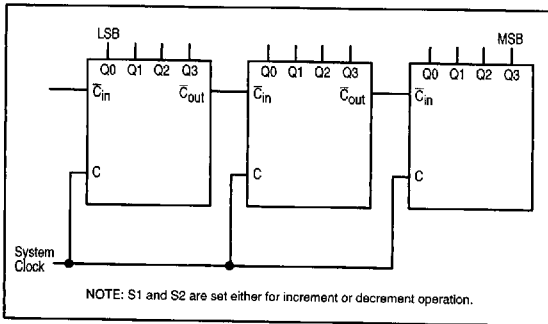 LSB
MSB
Q0 Q1 Q2 Q3
Q0 Q1 Q2 Q3
Q0 Q1 Q2 Q3
C̅in
C̅out
C̅in
C̅out
C̅in
C
C
C
System
Clock
NOTE: S1 and S2 are set either for increment or decrement operation.